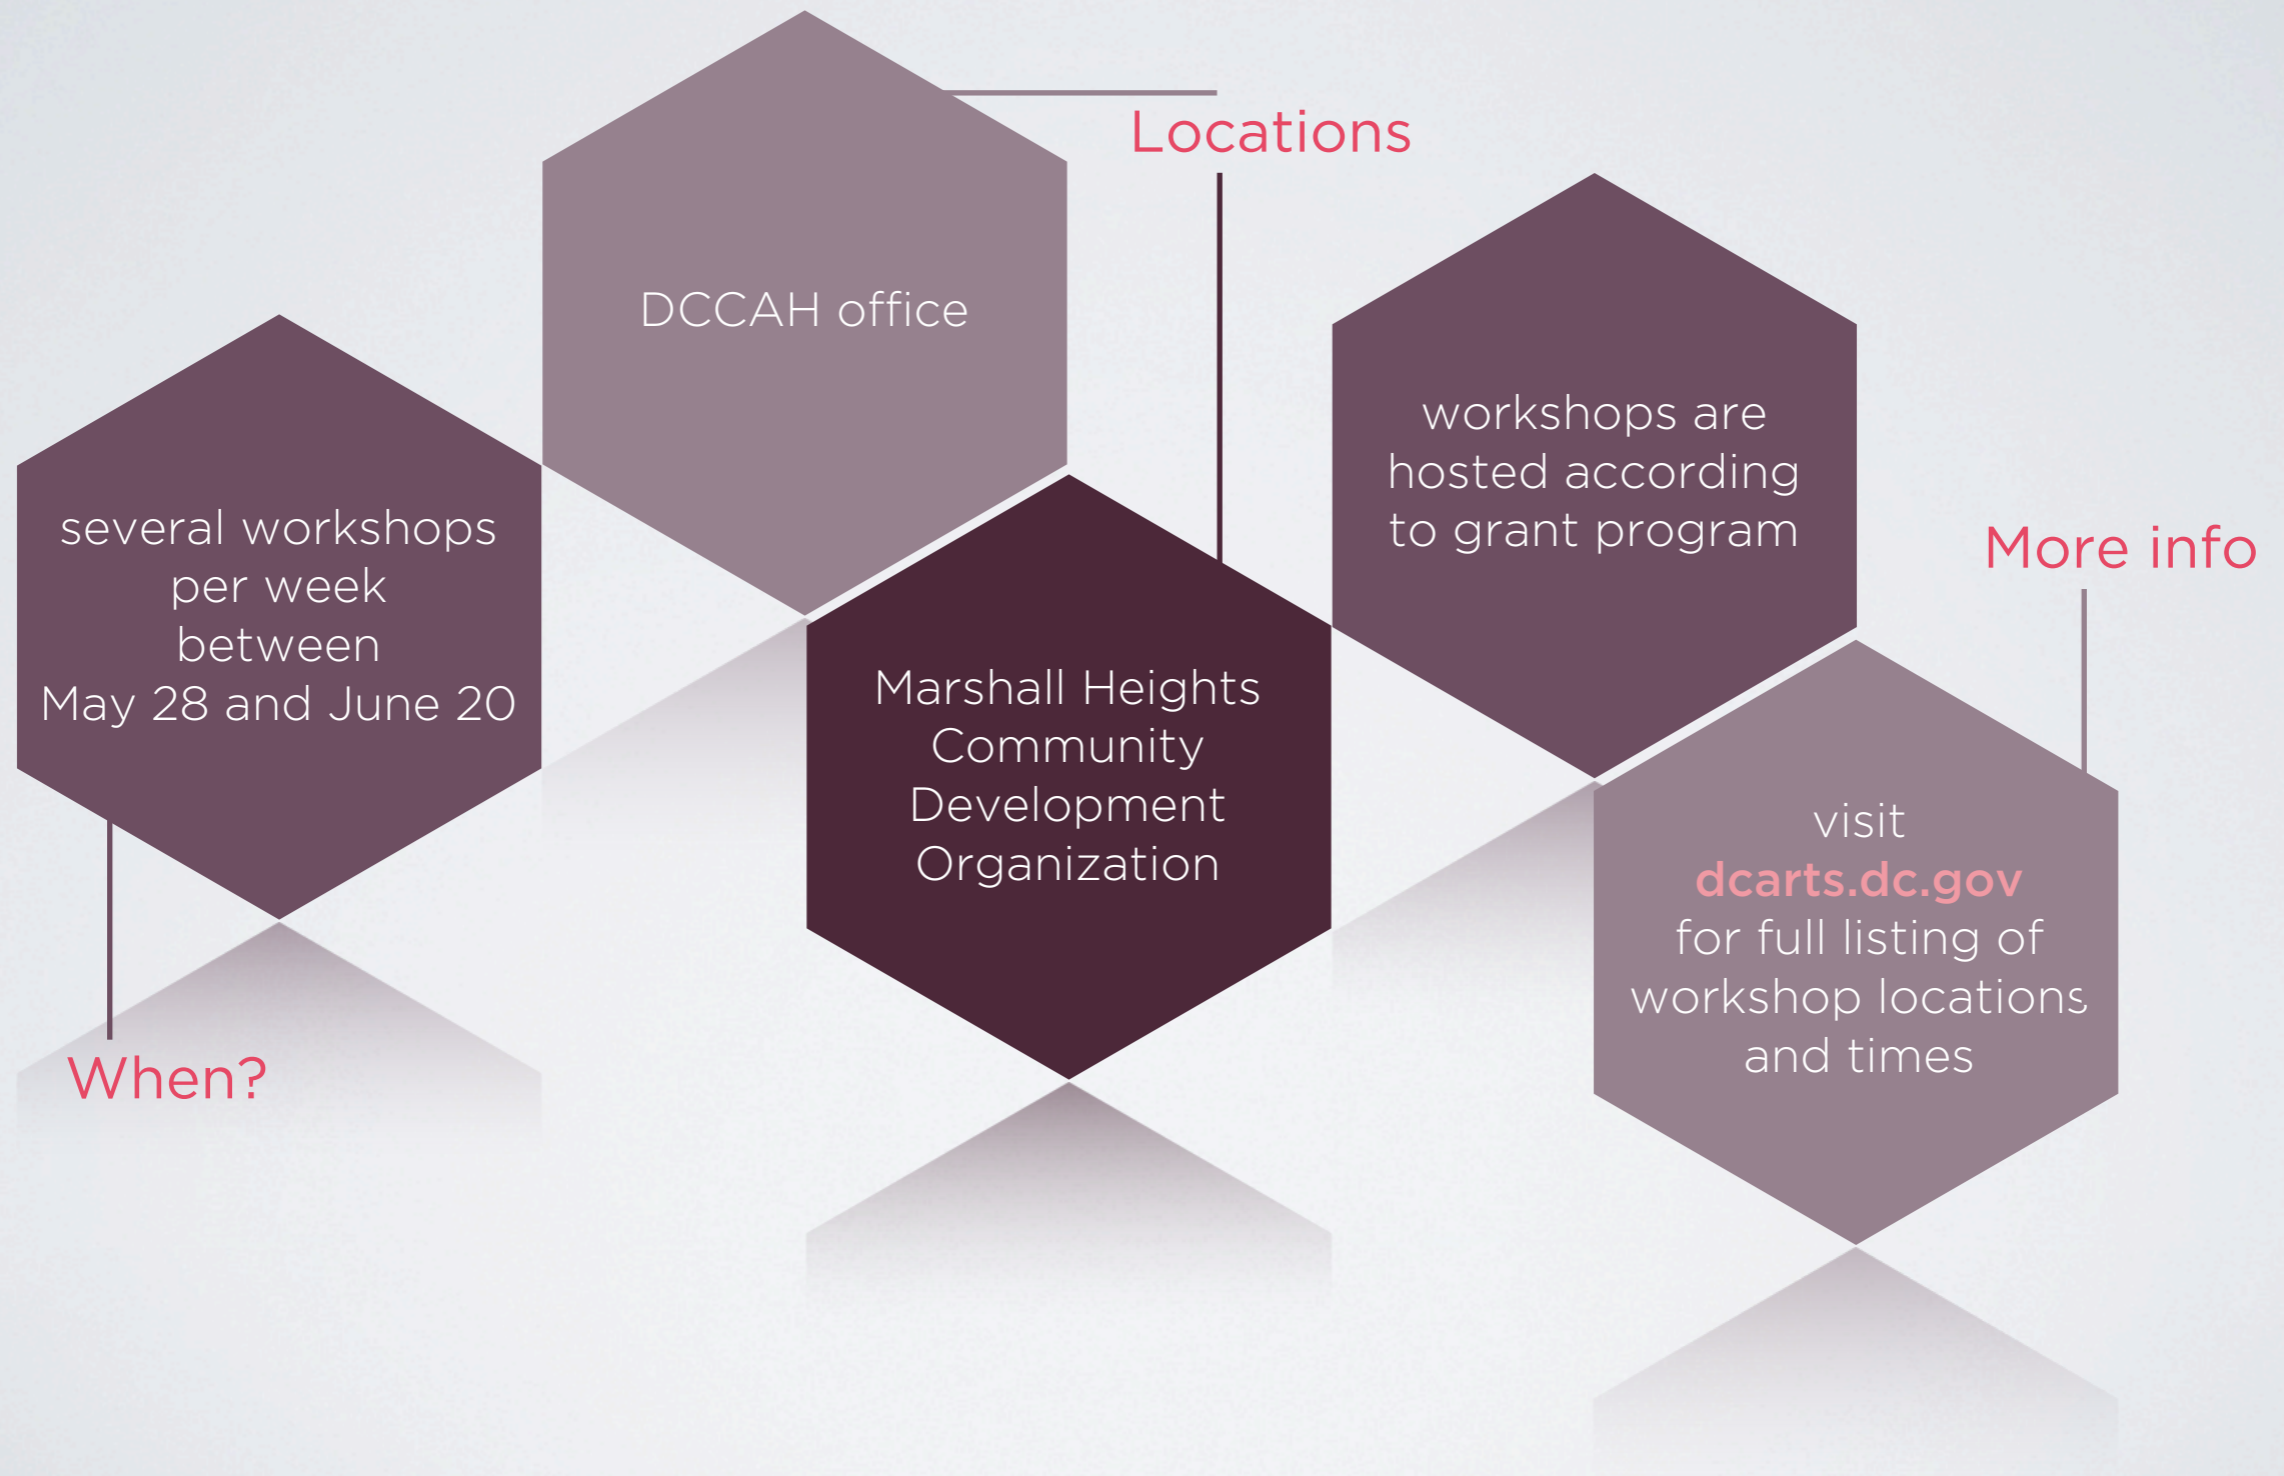 DCCAH office
Locations
several workshops
per week
between
May 28 and June 20
When?
Marshall Heights
Community
Development
Organization
workshops are
hosted according
to grant program
More info
visit
dcarts.dc.gov
for full listing of
workshop locations
and times